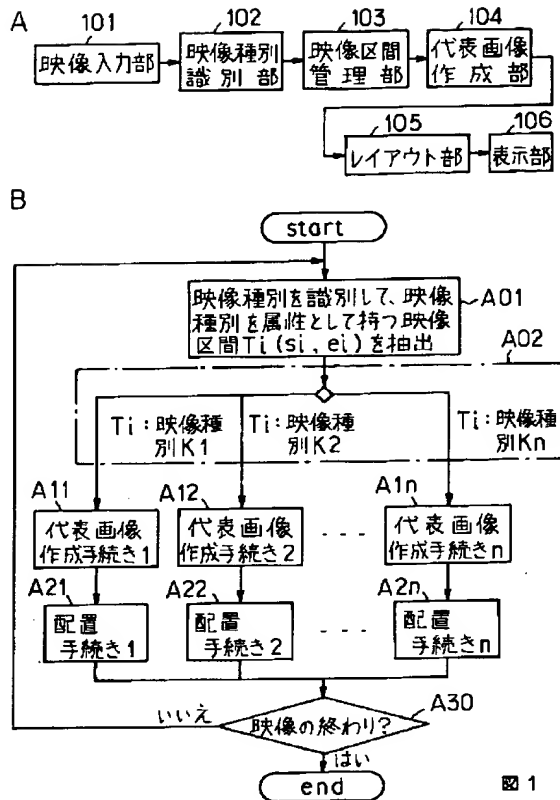 A
101
映像入力部
102
映像種別
識別部
103
映像区間
管理部
104
代表画像
作成部
105
レイアウト部
106
表示部
B
start
映像種別を識別して、映像
種別を属性として持つ映像
区間Ti(si,ei)を抽出
A01
A02
Ti:映像種
別K1
Ti:映像種
別K2
Ti:映像種
別Kn
A11
代表画像
作成手続き1
A12
代表画像
作成手続き2
- - - -
A1n
代表画像
作成手続きn
A21
配置
手続き1
A22
配置
手続き2
- - - -
A2n
配置
手続きn
A30
映像の終わり?
いいえ
はい
end
図1